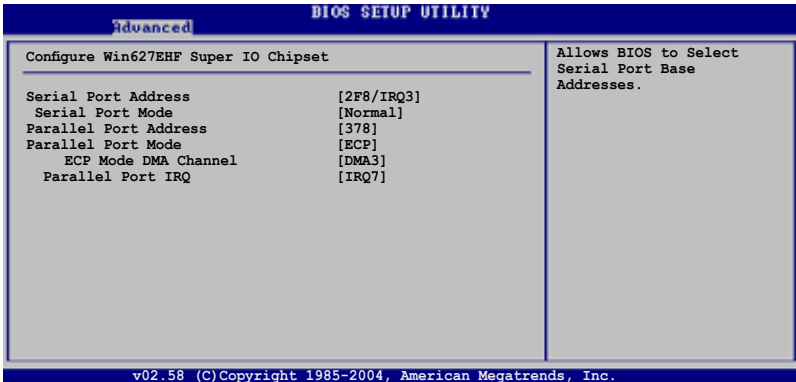 BIOS SETUP UTILITY
Advanced
Configure Win627EHF Super IO Chipset
Serial Port Address [2F8/IRQ3]
Serial Port Mode [Normal]
Parallel Port Address [378]
Parallel Port Mode [ECP]
ECP Mode DMA Channel [DMA3]
Parallel Port IRQ [IRQ7]
Allows BIOS to Select
Serial Port Base
Addresses.
v02.58 (C)Copyright 1985-2004, American Megatrends, Inc.